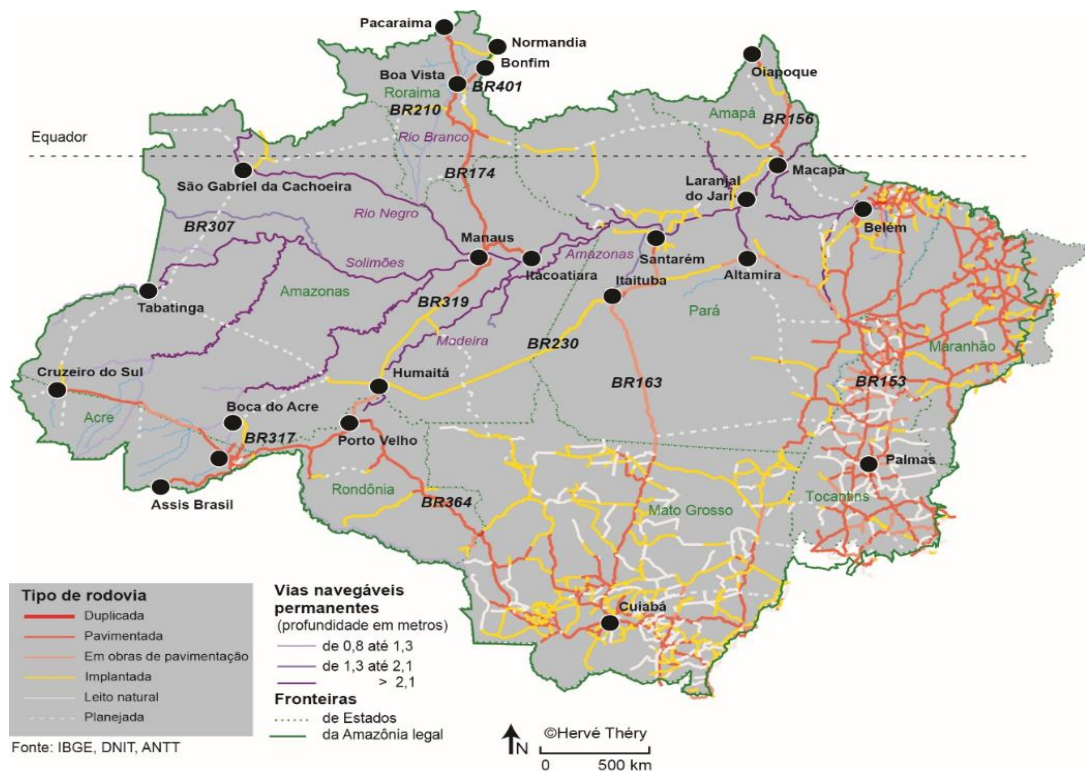 Pacaraima
Normandia
Bonfim
Boa Vista
BR401
Roraima
BR210
Oiapoque
Amapá
BR156
Rio Branco
Equador
São Gabriel da Cachoeira
BR174
Laranjal
do Jari
Macapá
BR307
Rio Negro
Belém
Solimões
Manaus
Amazonas
Santarém
Itacoatiara
Itaituba
Altamira
Tabatinga
Amazonas
BR319
Pará
Madeira
BR230
Maranhão
Cruzeiro do Sul
Humaitá
BR163
BR153
Acre
Boca do Acre
BR317
Porto Velho
Palmas
Assis Brasil
Rondônia
BR364
Mato Grosso
Tocantins
Cuiabá
Tipo de rodovia
Duplicada
Pavimentada
Em obras de pavimentação
Implantada
Leito natural
Planejada
Vias navegáveis
permanentes
(profundidade em metros)
de 0,8 até 1,3
de 1,3 até 2,1
> 2,1
Fronteiras
de Estados
da Amazônia legal
Fonte: IBGE, DNIT, ANTT
N
©Hervé Théry
0 500 km